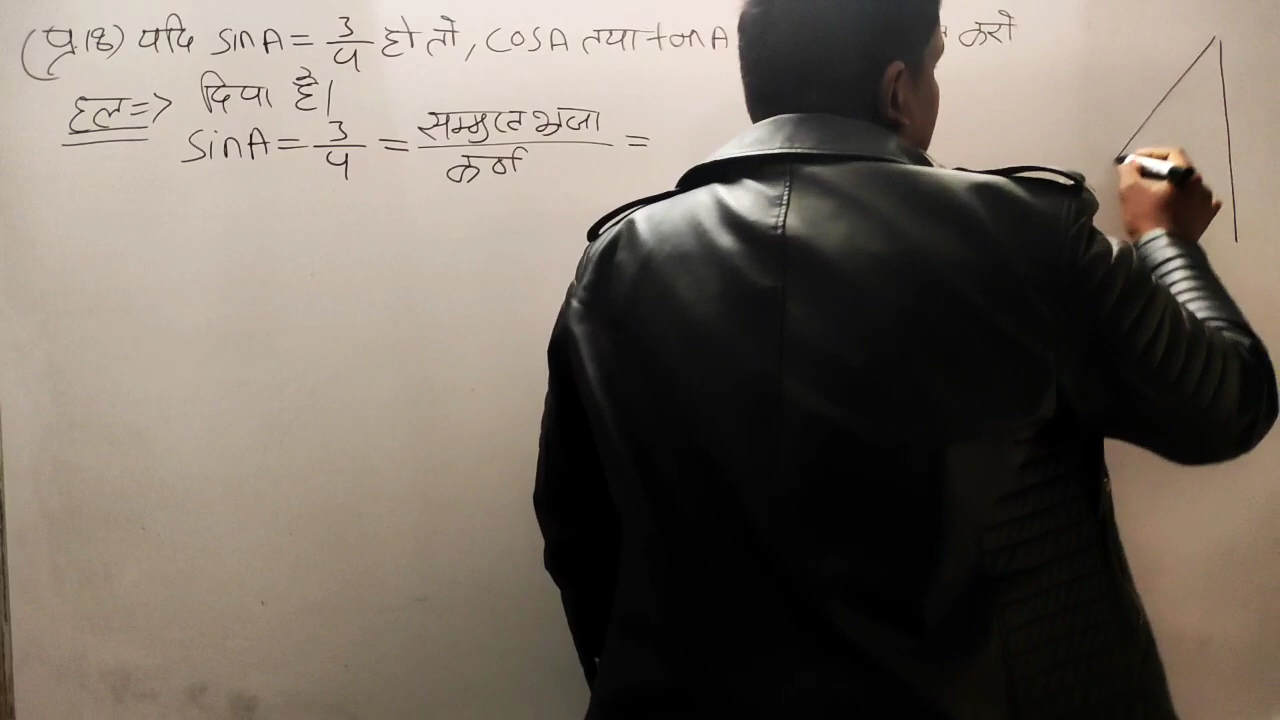 (प्र।8) यदि sinA = 3/4 हो तो, cosA तथा tanA करो
हल=> दिया है।
sinA = 3/4 = सम्मुख भुजा/कर्ण =